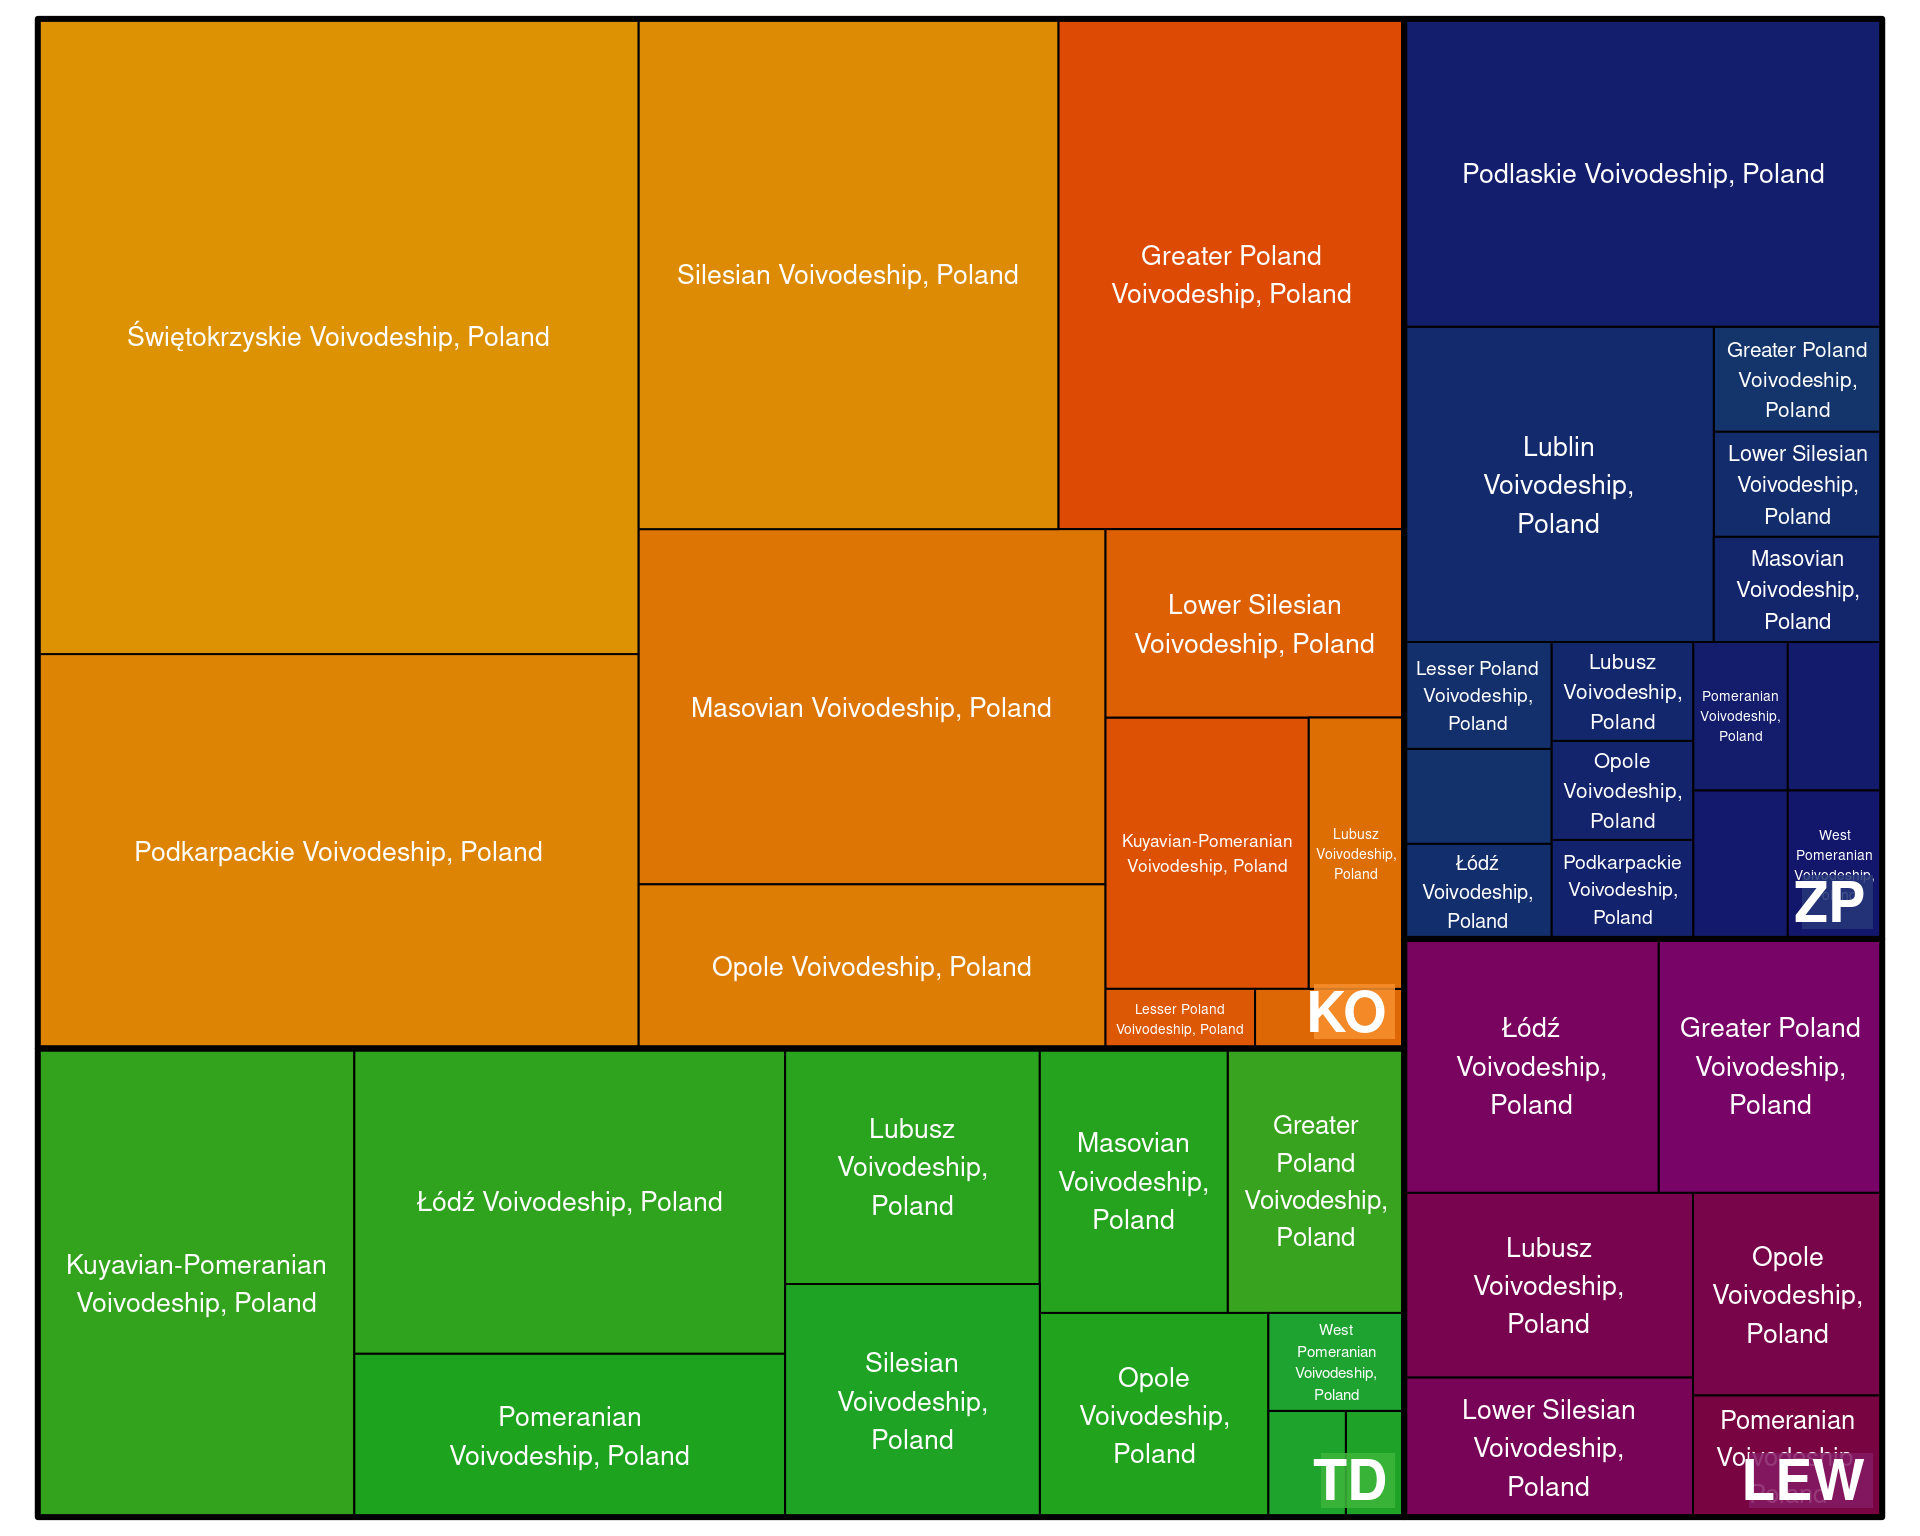 Świętokrzyskie Voivodeship, Poland
Silesian Voivodeship, Poland
Greater Poland
Voivodeship, Poland
Podkarpackie Voivodeship, Poland
Masovian Voivodeship, Poland
Opole Voivodeship, Poland
Lower Silesian
Voivodeship, Poland
Kuyavian-Pomeranian
Voivodeship, Poland
Lubusz
Voivodeship,
Poland
Lesser Poland
Voivodeship, Poland
KO
Podlaskie Voivodeship, Poland
Lublin
Voivodeship,
Poland
Greater Poland
Voivodeship,
Poland
Lower Silesian
Voivodeship,
Poland
Masovian
Voivodeship,
Poland
Lesser Poland
Voivodeship,
Poland
Łódź
Voivodeship,
Poland
Lubusz
Voivodeship,
Poland
Opole
Voivodeship,
Poland
Podkarpackie
Voivodeship,
Poland
Pomeranian
Voivodeship,
Poland
West
Pomeranian
Voivodeship,
ZP
Kuyavian-Pomeranian
Voivodeship, Poland
Łódź Voivodeship, Poland
Pomeranian
Voivodeship, Poland
Lubusz
Voivodeship,
Poland
Silesian
Voivodeship,
Poland
Masovian
Voivodeship,
Poland
Greater
Poland
Voivodeship,
Poland
Opole
Voivodeship,
Poland
West
Pomeranian
Voivodeship,
Poland
TD
Łódź
Voivodeship,
Poland
Greater Poland
Voivodeship,
Poland
Lubusz
Voivodeship,
Poland
Opole
Voivodeship,
Poland
Lower Silesian
Voivodeship,
Poland
Pomeranian
Voivodeship,
Poland
LEW